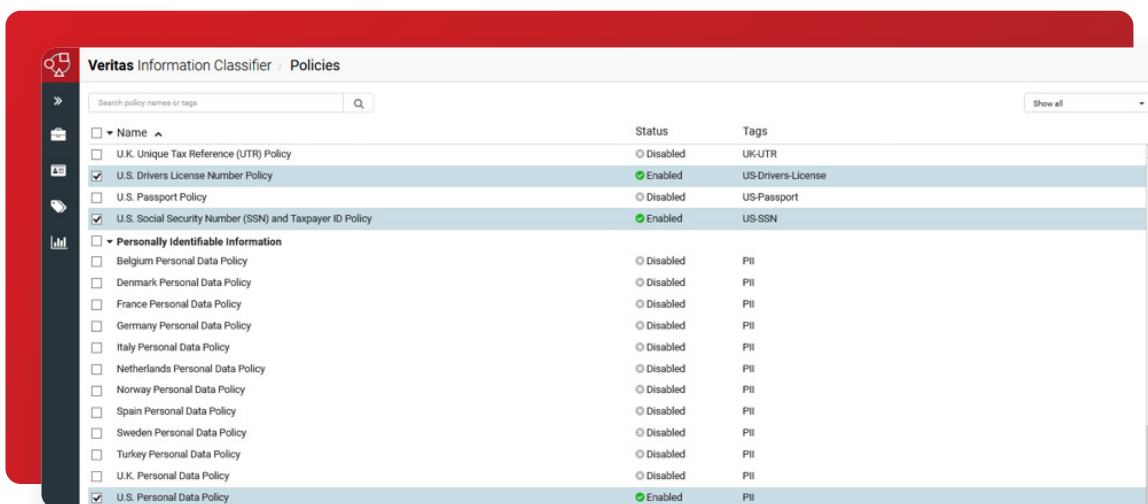 Veritas Information Classifier / Policies
Search policy names or tags
Show all
Name Status Tags
U.K. Unique Tax Reference (UTR) Policy Disabled UK-UTR
U.S. Drivers License Number Policy Enabled US-Drivers-License
U.S. Passport Policy Disabled US-Passport
U.S. Social Security Number (SSN) and Taxpayer ID Policy Enabled US-SSN
Personally Identifiable Information
Belgium Personal Data Policy Disabled PII
Denmark Personal Data Policy Disabled PII
France Personal Data Policy Disabled PII
Germany Personal Data Policy Disabled PII
Italy Personal Data Policy Disabled PII
Netherlands Personal Data Policy Disabled PII
Norway Personal Data Policy Disabled PII
Spain Personal Data Policy Disabled PII
Sweden Personal Data Policy Disabled PII
Turkey Personal Data Policy Disabled PII
U.K. Personal Data Policy Disabled PII
U.S. Personal Data Policy Enabled PII